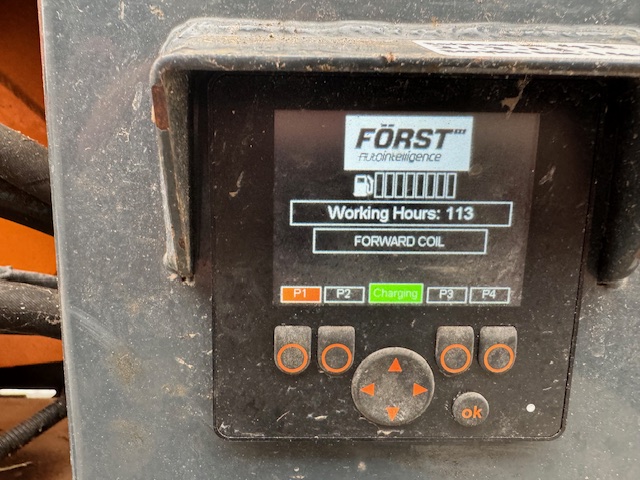 FÖRST
Autointelligence
Working Hours: 113
FORWARD COIL
P1 P2 Charging P3 P4
ok